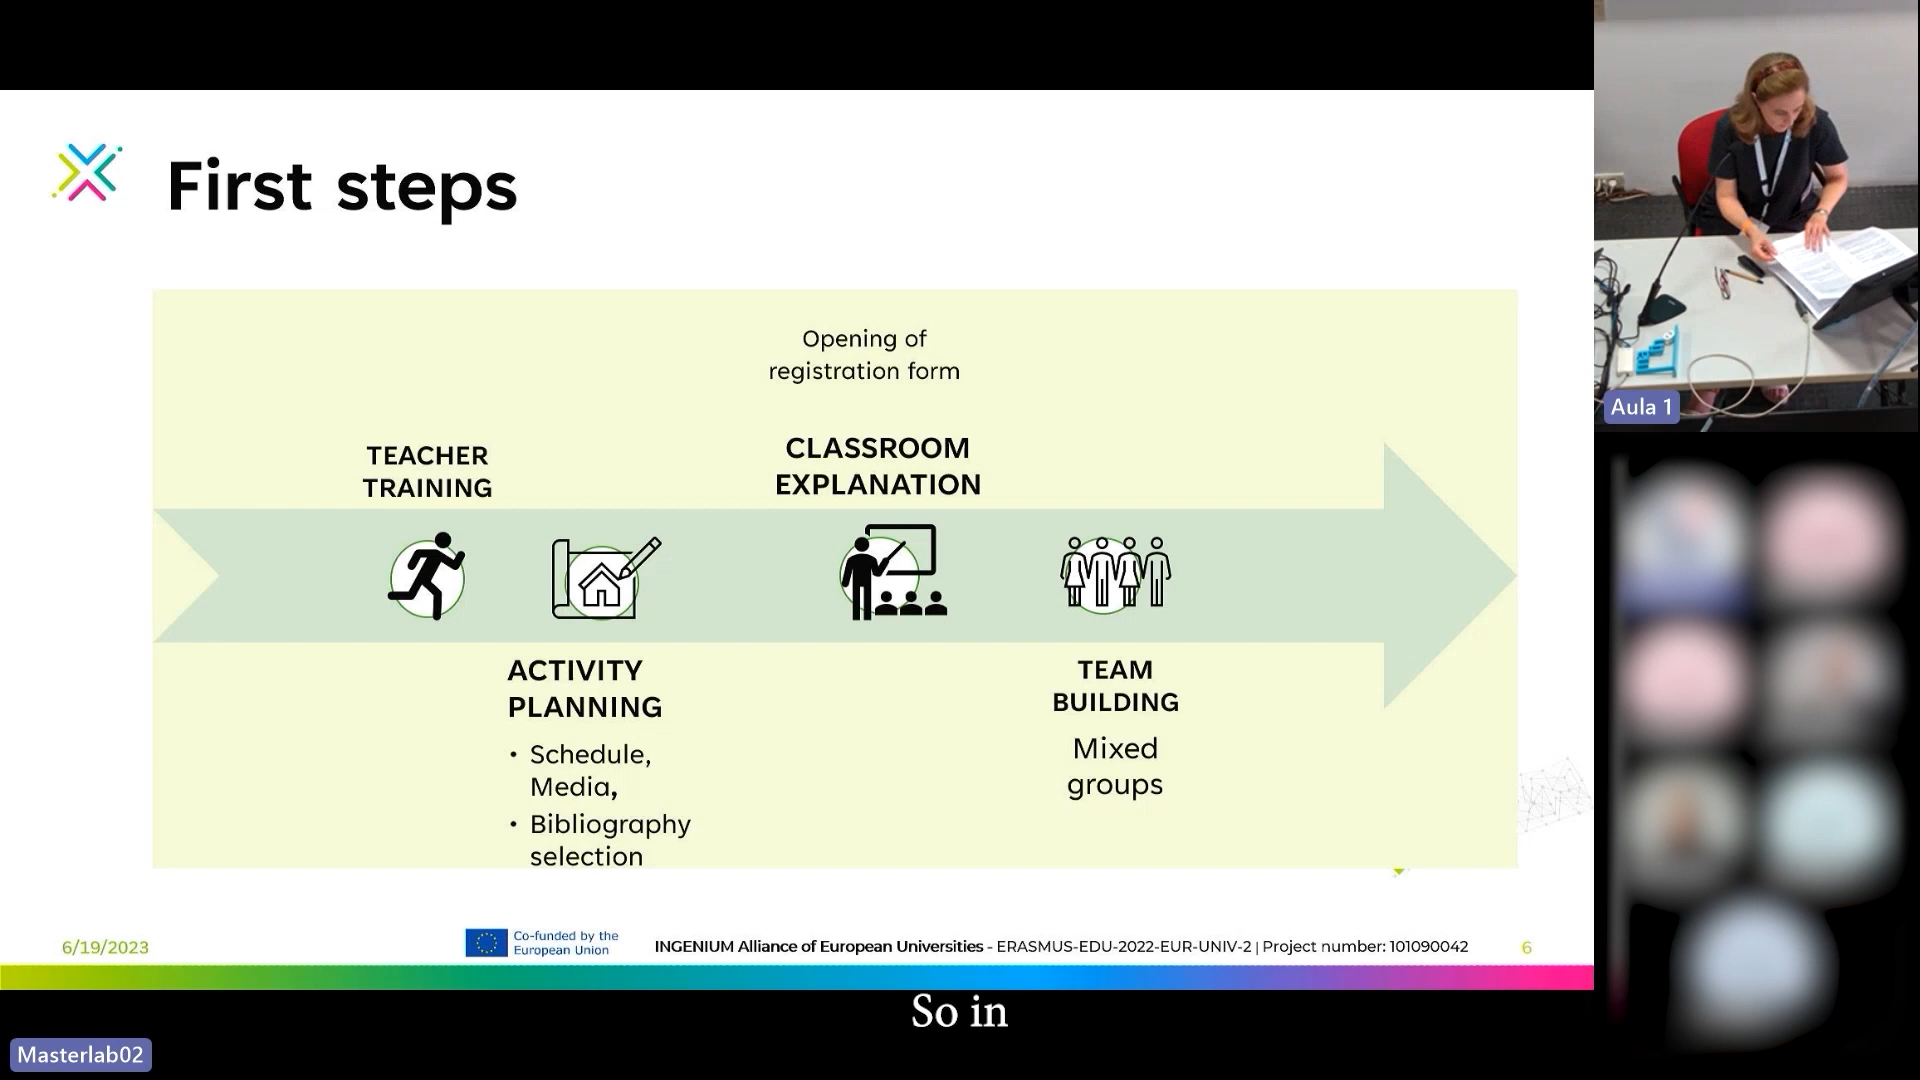 First steps
Opening of
registration form
TEACHER
TRAINING
CLASSROOM
EXPLANATION
ACTIVITY
PLANNING
• Schedule,
Media,
• Bibliography
selection
TEAM
BUILDING
Mixed
groups
6/19/2023
Co-funded by the
European Union
INGENIUM Alliance of European Universities - ERASMUS-EDU-2022-EUR-UNIV-2 | Project number: 101090042
6
So in
Masterlab02
Aula 1